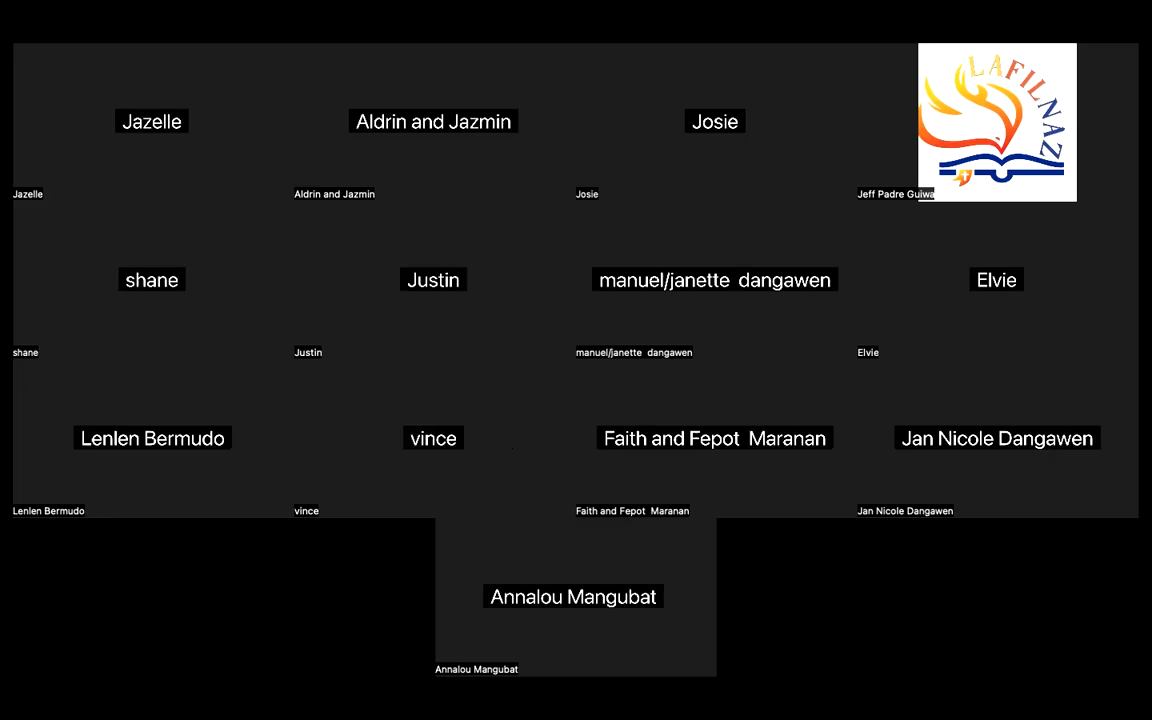 Jazelle
Aldrin and Jazmin
Josie
LAFILNAZ
Jazelle
Aldrin and Jazmin
Josie
Jeff Padre Guiwa
shane
Justin
manuel/janette dangawen
Elvie
shane
Justin
manuel/janette dangawen
Elvie
Lenlen Bermudo
vince
Faith and Fepot Maranan
Jan Nicole Dangawen
Lenlen Bermudo
vince
Faith and Fepot Maranan
Jan Nicole Dangawen
Annalou Mangubat
Annalou Mangubat